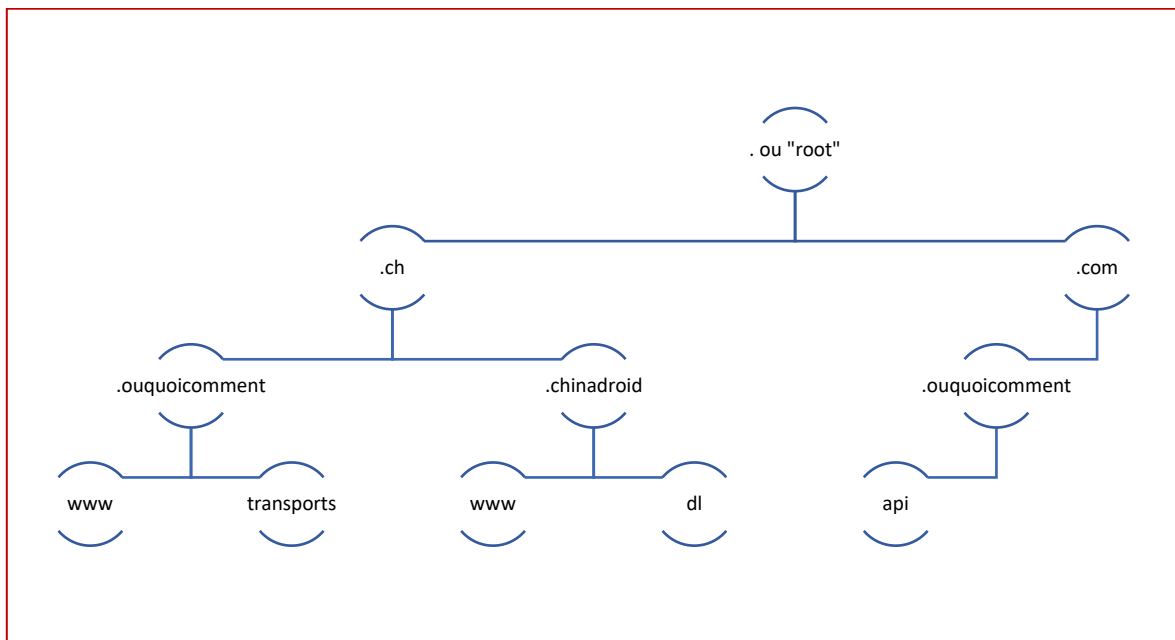 . ou "root"
.ch
.com
.ouquoicomment
.chinadroid
.ouquoicomment
www
transports
www
dl
api